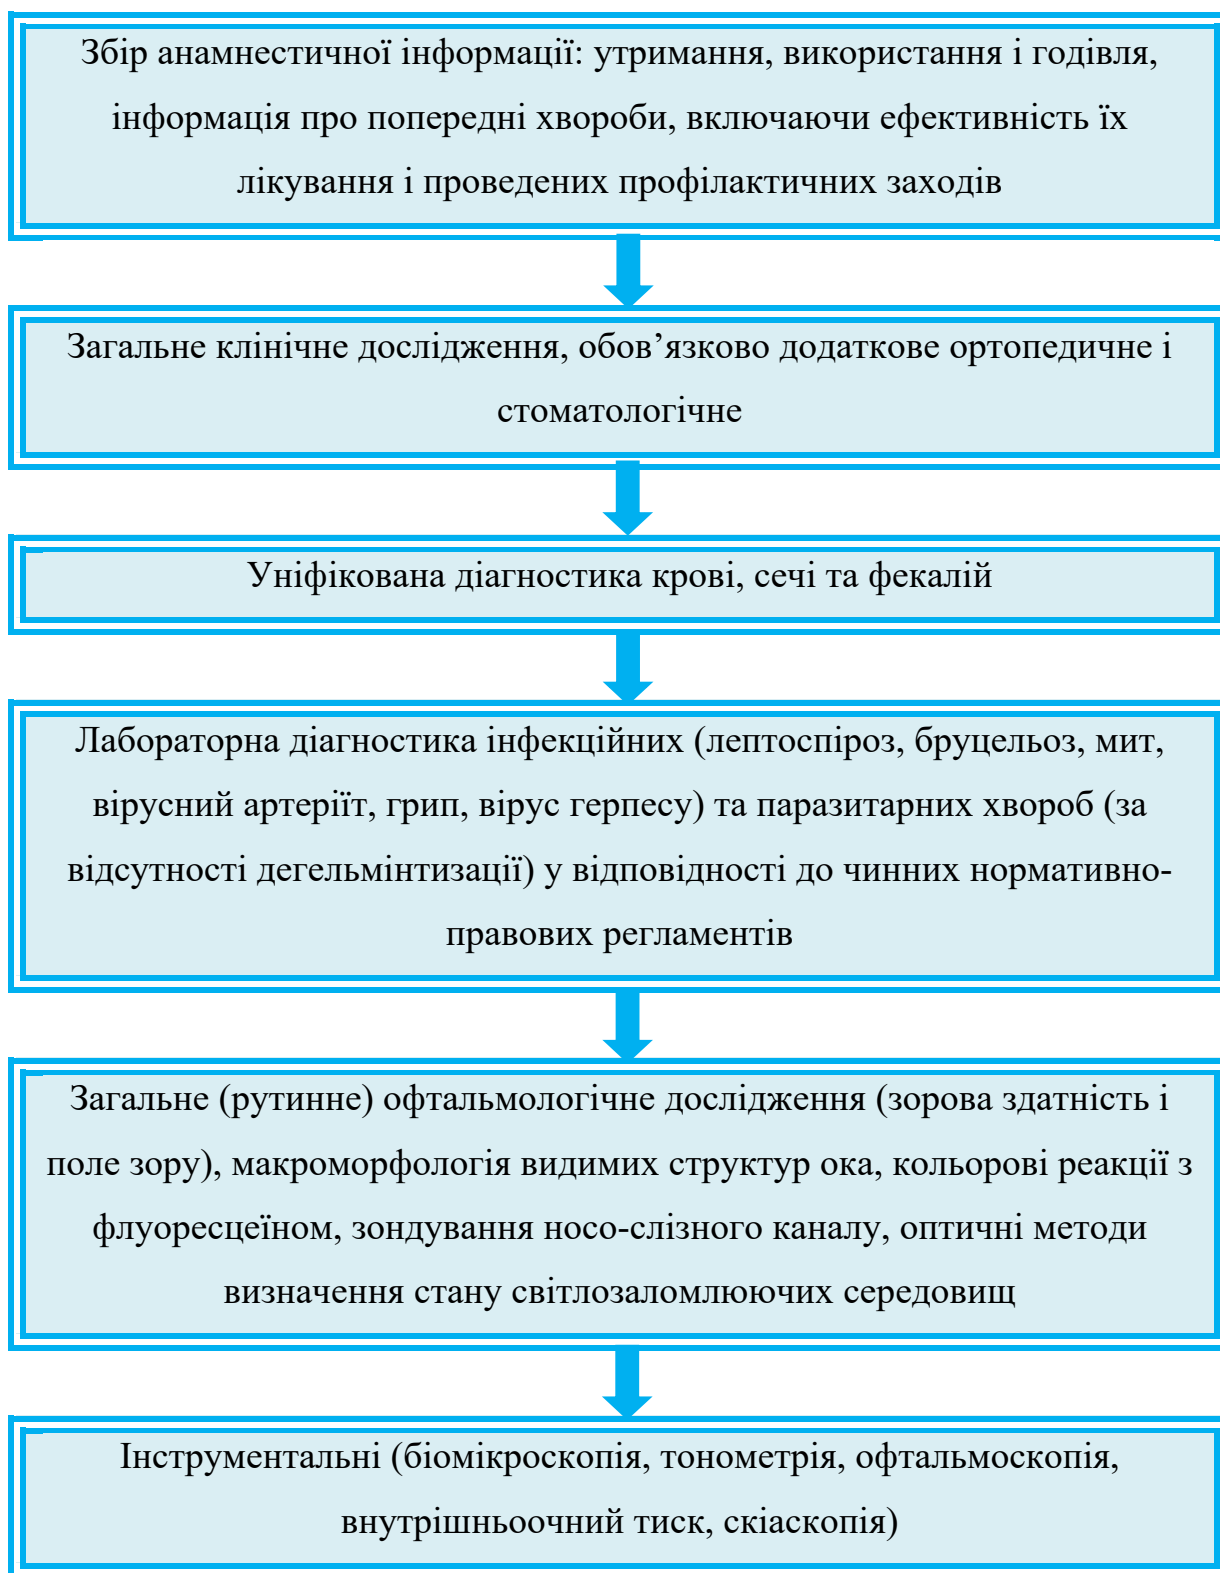 Збір анамнестичної інформації: утримання, використання і годівля,
інформація про попередні хвороби, включаючи ефективність їх
лікування і проведених профілактичних заходів
Загальне клінічне дослідження, обов’язково додаткове ортопедичне і
стоматологічне
Уніфікована діагностика крові, сечі та фекалій
Лабораторна діагностика інфекційних (лептоспіроз, бруцельоз, мит,
вірусний артеріїт, грип, вірус герпесу) та паразитарних хвороб (за
відсутності дегельмінтизації) у відповідності до чинних нормативно-
правових регламентів
Загальне (рутинне) офтальмологічне дослідження (зорова здатність і
поле зору), макроморфологія видимих структур ока, кольорові реакції з
флуоресцеїном, зондування носо-слізного каналу, оптичні методи
визначення стану світлозаломлюючих середовищ
Інструментальні (біомікроскопія, тонометрія, офтальмоскопія,
внутрішньоочний тиск, скіаскопія)